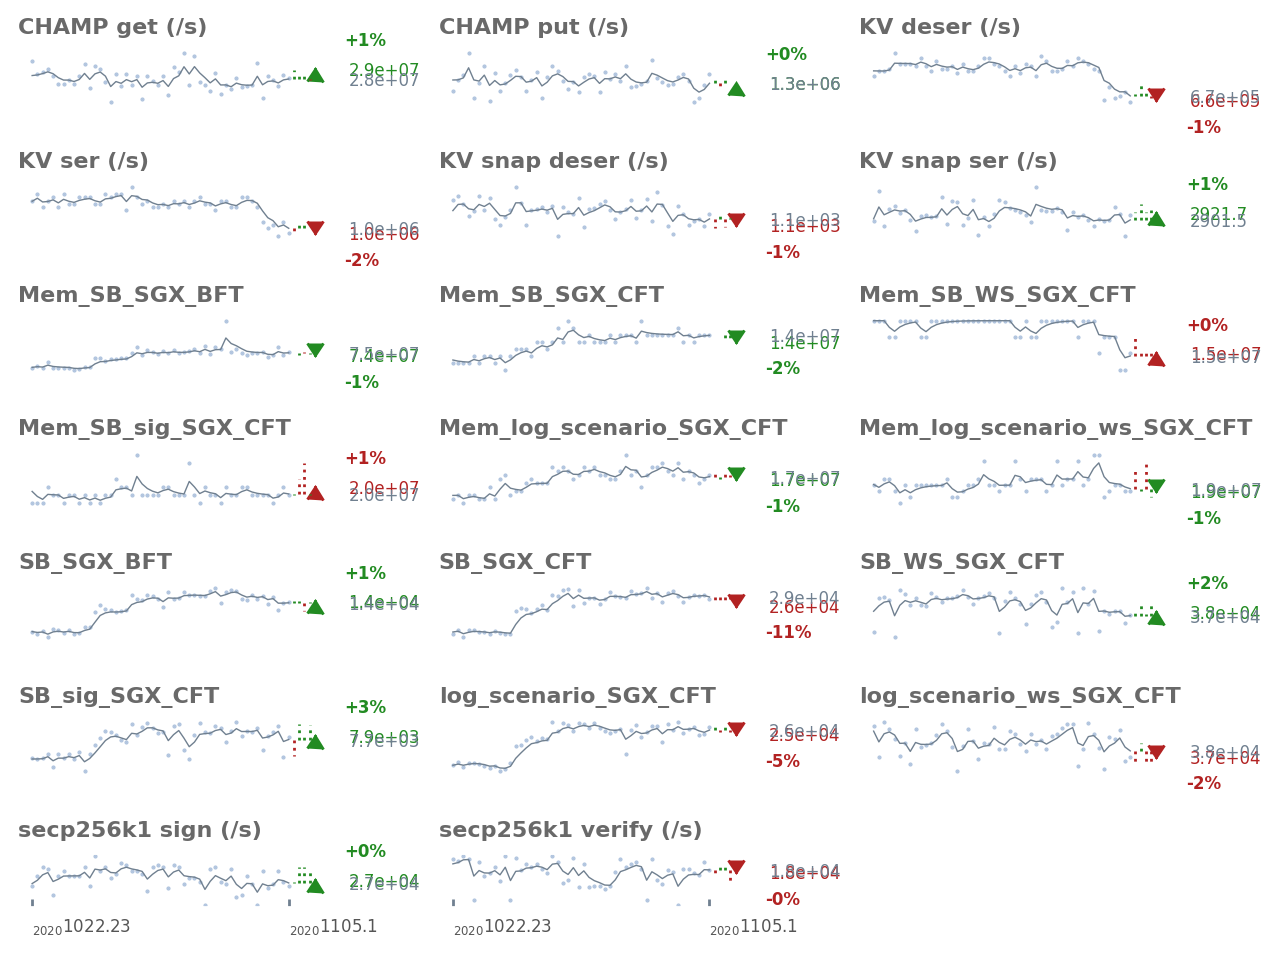 CHAMP get (/s)
+1%
2.9e+07
2.8e+07
CHAMP put (/s)
+0%
1.3e+06
KV deser (/s)
6.7e+05
6.6e+05
-1%
KV ser (/s)
1.0e+06
1.0e+06
-2%
KV snap deser (/s)
1.1e+03
1.1e+03
-1%
KV snap ser (/s)
+1%
2921.7
2901.5
Mem_SB_SGX_BFT
7.5e+07
7.4e+07
-1%
Mem_SB_SGX_CFT
1.4e+07
1.4e+07
-2%
Mem_SB_WS_SGX_CFT
+0%
1.5e+07
1.5e+07
Mem_SB_sig_SGX_CFT
+1%
2.0e+07
2.0e+07
Mem_log_scenario_SGX_CFT
1.7e+07
1.7e+07
-1%
Mem_log_scenario_ws_SGX_CFT
1.9e+07
1.9e+07
-1%
SB_SGX_BFT
+1%
1.4e+04
1.4e+04
SB_SGX_CFT
2.9e+04
2.6e+04
-11%
SB_WS_SGX_CFT
+2%
3.8e+04
3.7e+04
SB_sig_SGX_CFT
+3%
7.9e+03
7.7e+03
log_scenario_SGX_CFT
2.6e+04
2.5e+04
-5%
log_scenario_ws_SGX_CFT
3.8e+04
3.7e+04
-2%
secp256k1 sign (/s)
+0%
2.7e+04
2.7e+04
secp256k1 verify (/s)
1.8e+04
1.8e+04
-0%
20201022.23
20201105.1
20201022.23
20201105.1